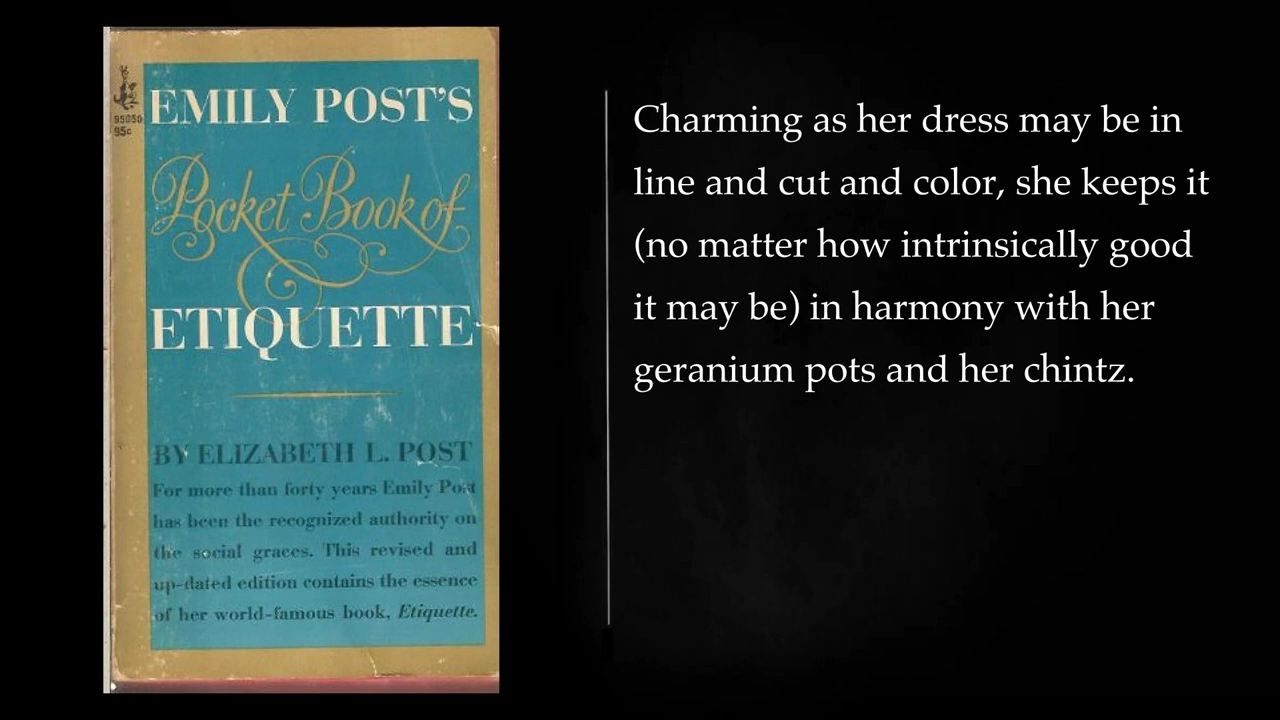 95050
95c
EMILY POST'S
Pocket Book of
ETIQUETTE
BY ELIZABETH L. POST
For more than forty years Emily Post
has been the recognized authority on
the social graces. This revised and
up-dated edition contains the essence
of her world-famous book, Etiquette.
Charming as her dress may be in
line and cut and color, she keeps it
(no matter how intrinsically good
it may be) in harmony with her
geranium pots and her chintz.